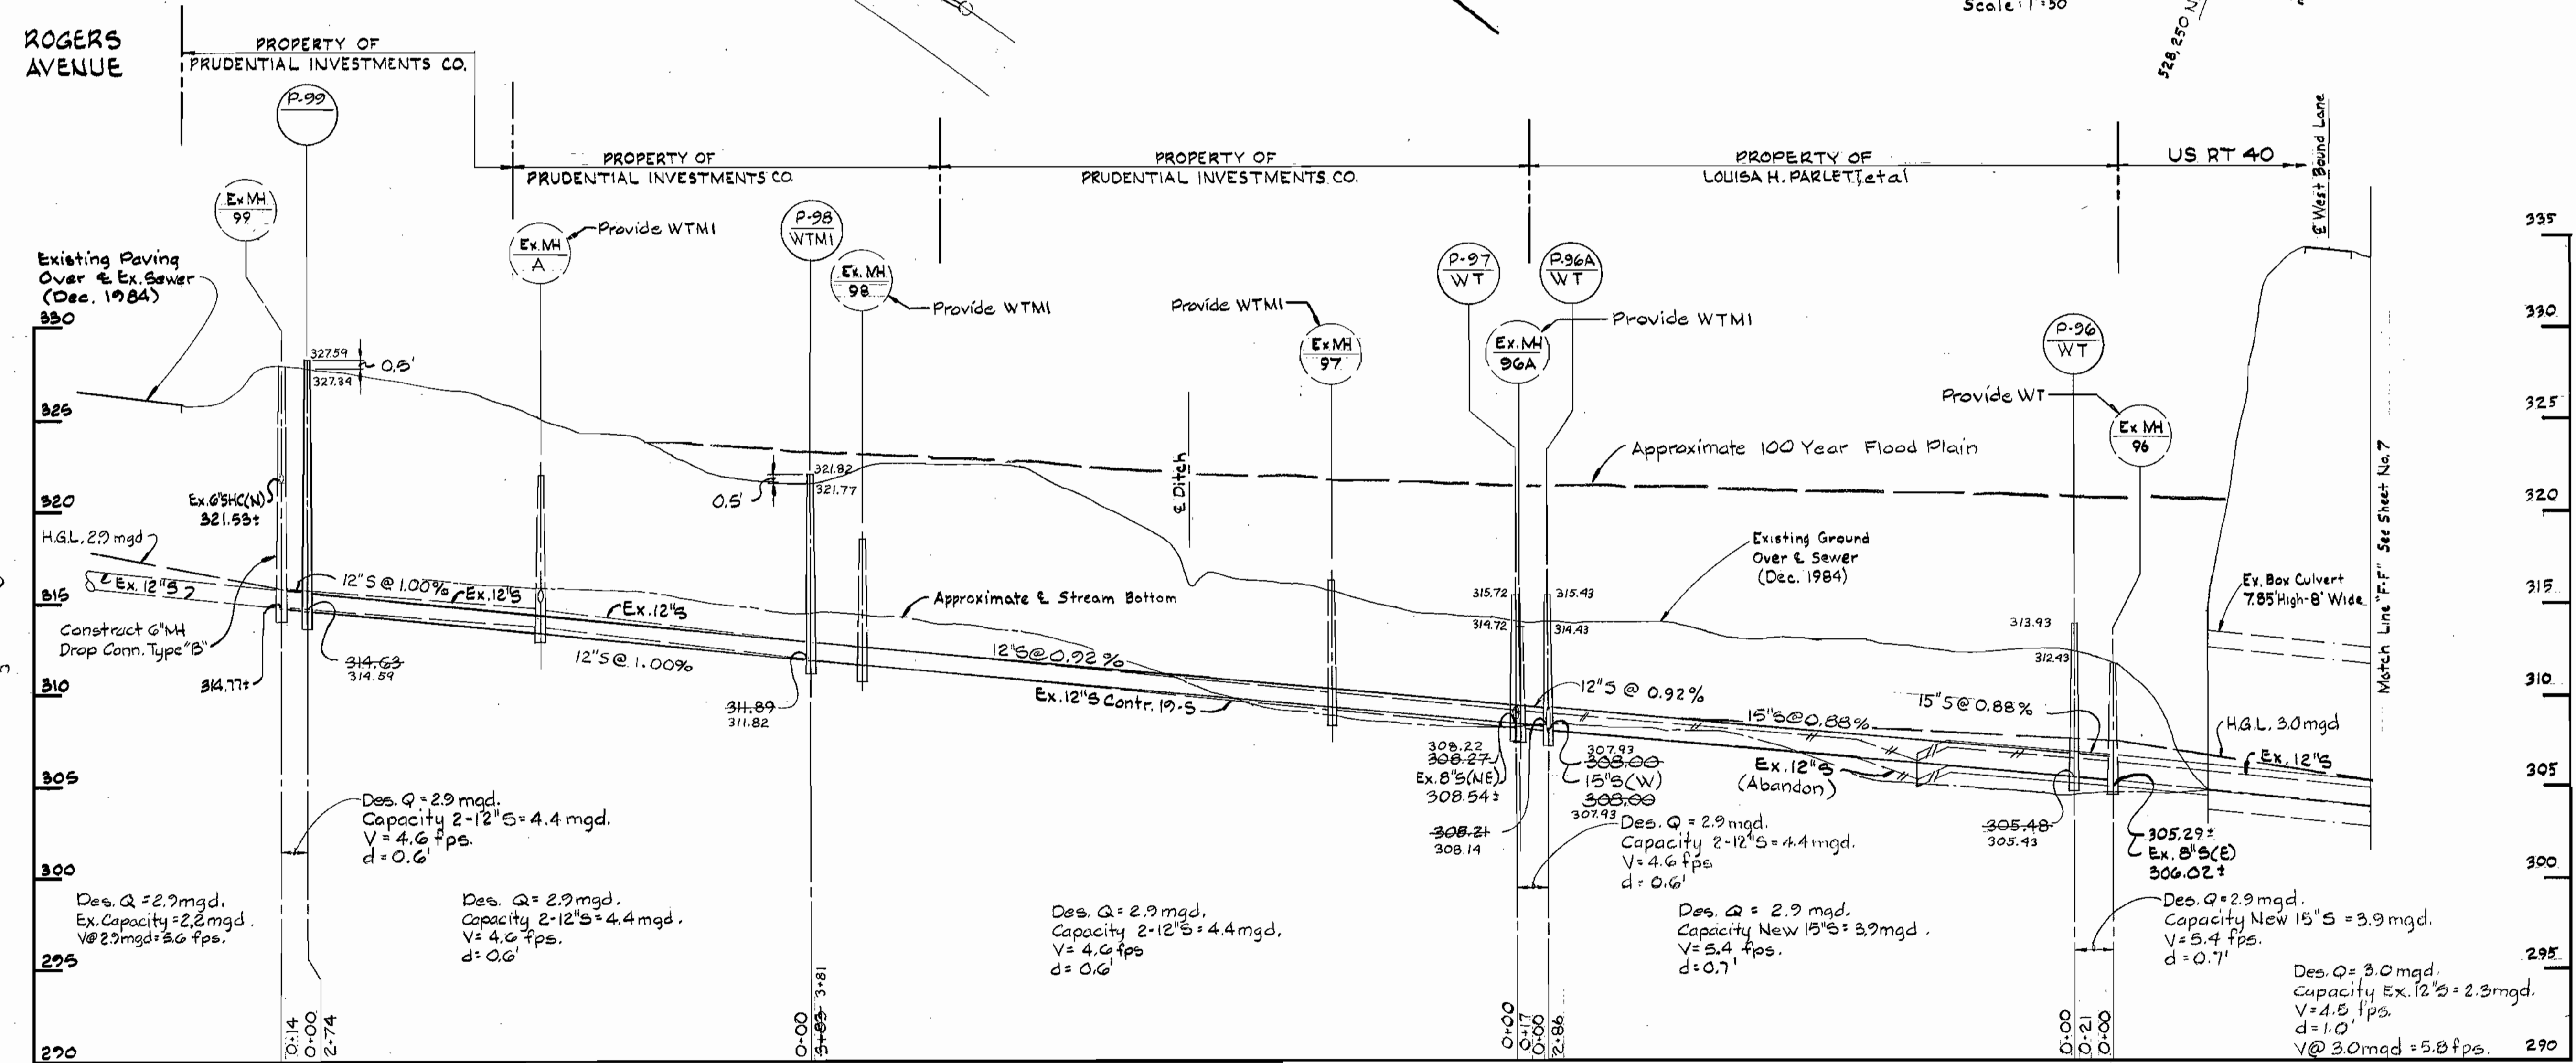 Scale: 1"=50'
528,250 N
ROGERS
AVENUE
PROPERTY OF
PRUDENTIAL INVESTMENTS CO.
PROPERTY OF
PRUDENTIAL INVESTMENTS CO.
PROPERTY OF
PRUDENTIAL INVESTMENTS CO.
PROPERTY OF
LOUISA H. PARLETT, etal
US RT 40
℄ West Bound Lane
P-99
Ex MH
99
Ex. MH
A
Provide WTMI
P-98
WTMI
Ex. MH
98
Provide WTMI
Provide WTMI
Ex MH
97
P-97
WT
P-96A
WT
Ex. MH
96A
Provide WTMI
P-96
WT
Provide WT
Ex MH
96
Existing Paving
Over ℄ Ex. Sewer
(Dec. 1984)
330
325
320
315
310
305
300
295
290
335
330
325
320
315
310
305
300
295
290
327.59
327.34
0.5'
321.82
321.77
0.5'
℄ Ditch
Approximate 100 Year Flood Plain
Ex. 6"SHC(N)
321.53±
H.G.L. 2.9 mgd
Ex. 12"S
12"S @ 1.00%
Ex. 12"S
Ex. 12"S
Approximate ℄ Stream Bottom
Construct 6"MH
Drop Conn. Type "B"
314.77±
314.63
314.59
12"S @ 1.00%
311.89
311.82
12"S @ 0.92%
Ex. 12"S Contr. 19-S
315.72
314.72
315.43
314.43
Existing Ground
Over ℄ Sewer
(Dec. 1984)
313.93
312.43
Ex. Box Culvert
7.85' High-8' Wide
Match Line "F-F" See Sheet No. 7
12"S @ 0.92%
15"S @ 0.88%
15"S @ 0.88%
H.G.L. 3.0 mgd
Ex. 12"S
308.22
308.27
Ex. 8"S(NE)
308.54±
308.21
308.14
307.93
308.00
15"S(W)
308.00
307.93
Ex. 12"S
(Abandon)
305.48
305.43
305.29±
Ex. 8"S(E)
306.02±
Des. Q = 2.9 mgd.
Ex. Capacity = 2.2 mgd.
V@ 2.9 mgd = 5.6 fps.
Des. Q = 2.9 mgd.
Capacity 2-12"S = 4.4 mgd.
V = 4.6 fps.
d = 0.6'
Des. Q = 2.9 mgd.
Capacity 2-12"S = 4.4 mgd.
V = 4.6 fps.
d = 0.6'
Des. Q = 2.9 mgd.
Capacity 2-12"S = 4.4 mgd.
V = 4.6 fps
d = 0.6'
Des. Q = 2.9 mgd.
Capacity 2-12"S = 4.4 mgd.
V = 4.6 fps
d = 0.6'
Des. Q = 2.9 mgd.
Capacity New 15"S = 3.9 mgd.
V = 5.4 fps.
d = 0.7'
Des. Q = 2.9 mgd.
Capacity New 15"S = 3.9 mgd.
V = 5.4 fps.
d = 0.7'
Des. Q = 3.0 mgd.
Capacity Ex. 12"S = 2.3 mgd.
V = 4.5 fps.
d = 1.0'
V@ 3.0 mgd = 5.8 fps.
0+14
0+00
2+74
0+00
3+83
3+81
0+00
0+17
0+00
2+86
0+00
0+21
0+00